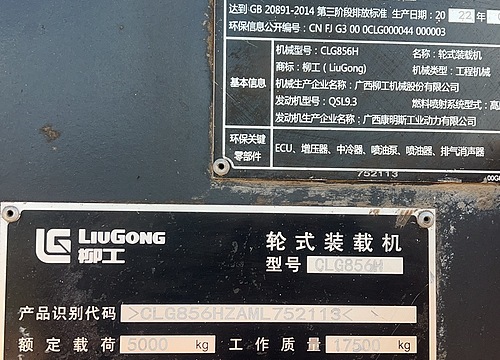 达到 GB 20891-2014 第三阶段排放标准 生产日期：20 22 年
环保信息公开编号：CN FJ G3 00 0CLG000044 000003
基本信息
机械型号：CLG856H 名称：轮式装载机
商标：柳工 (LiuGong) 机械类型：工程机械
机械生产企业名称：广西柳工机械股份有限公司
发动机型号：QSL9.3 燃料喷射系统型式：高
发动机生产企业名称：广西康明斯工业动力有限公司
环保关键
零部件
ECU、增压器、中冷器、喷油泵、喷油器、排气消声器
752113
LIUGONG
柳工
轮式装载机
型号 CLG856H
产品识别代码 >CLG856HZAML752113<
额定载荷 5000 kg 工作质量 17500 kg